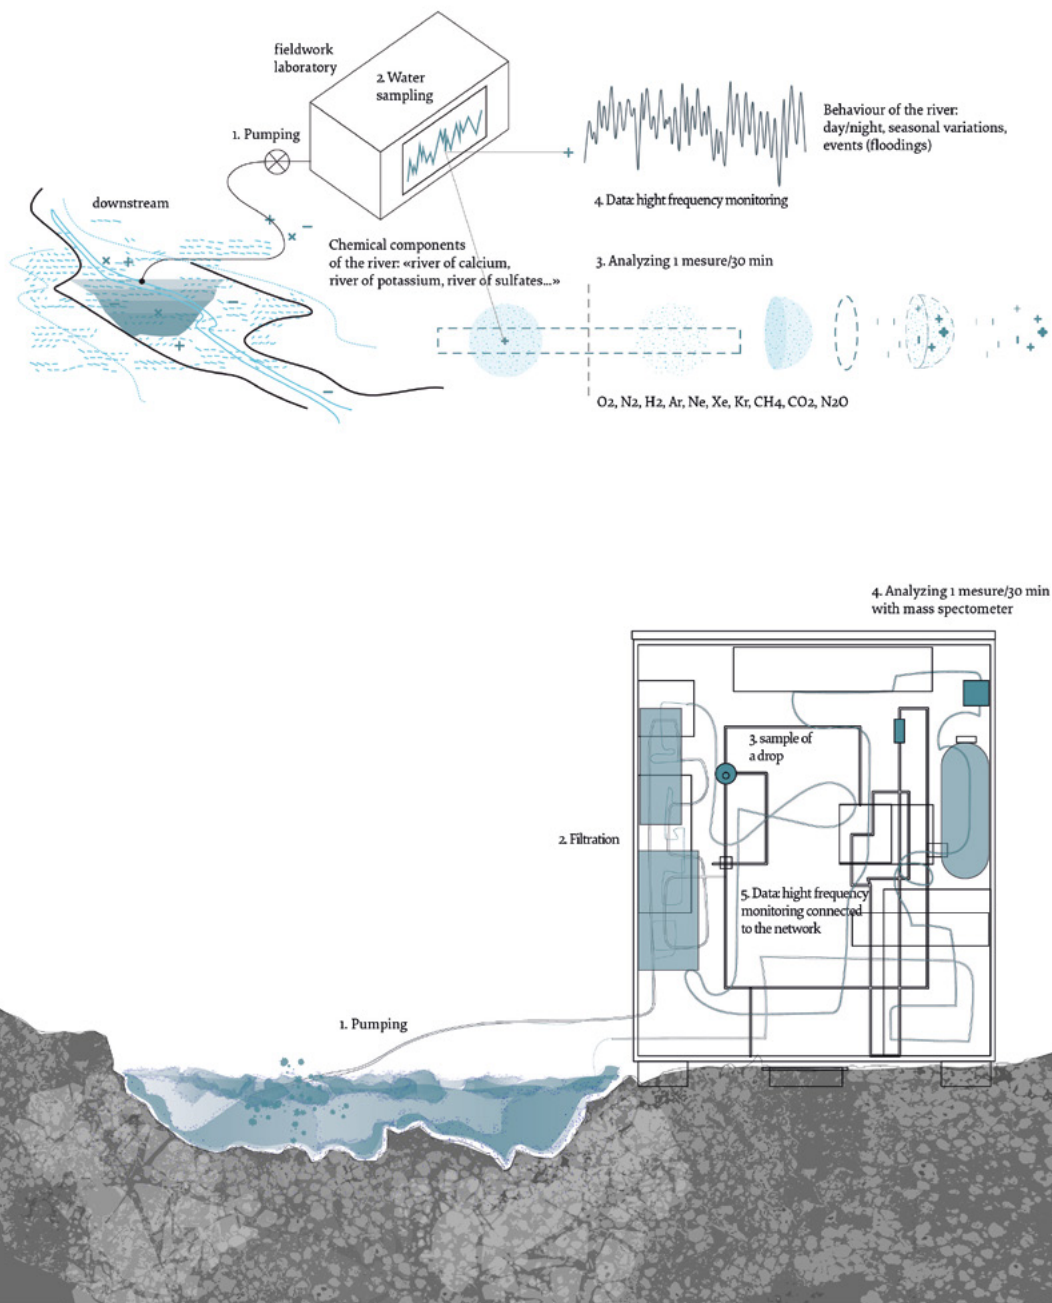 fieldwork
laboratory
2. Water
sampling
1. Pumping
downstream
Behaviour of the river:
day/night, seasonal variations,
events (floodings)
4. Data: hight frequency monitoring
Chemical components
of the river: «river of calcium,
river of potassium, river of sulfates...»
3. Analyzing 1 mesure/30 min
O2, N2, H2, Ar, Ne, Xe, Kr, CH4, CO2, N2O
4. Analyzing 1 mesure/30 min
with mass spectometer
3. sample of
a drop
2. Filtration
5. Data: hight frequency
monitoring connected
to the network
1. Pumping